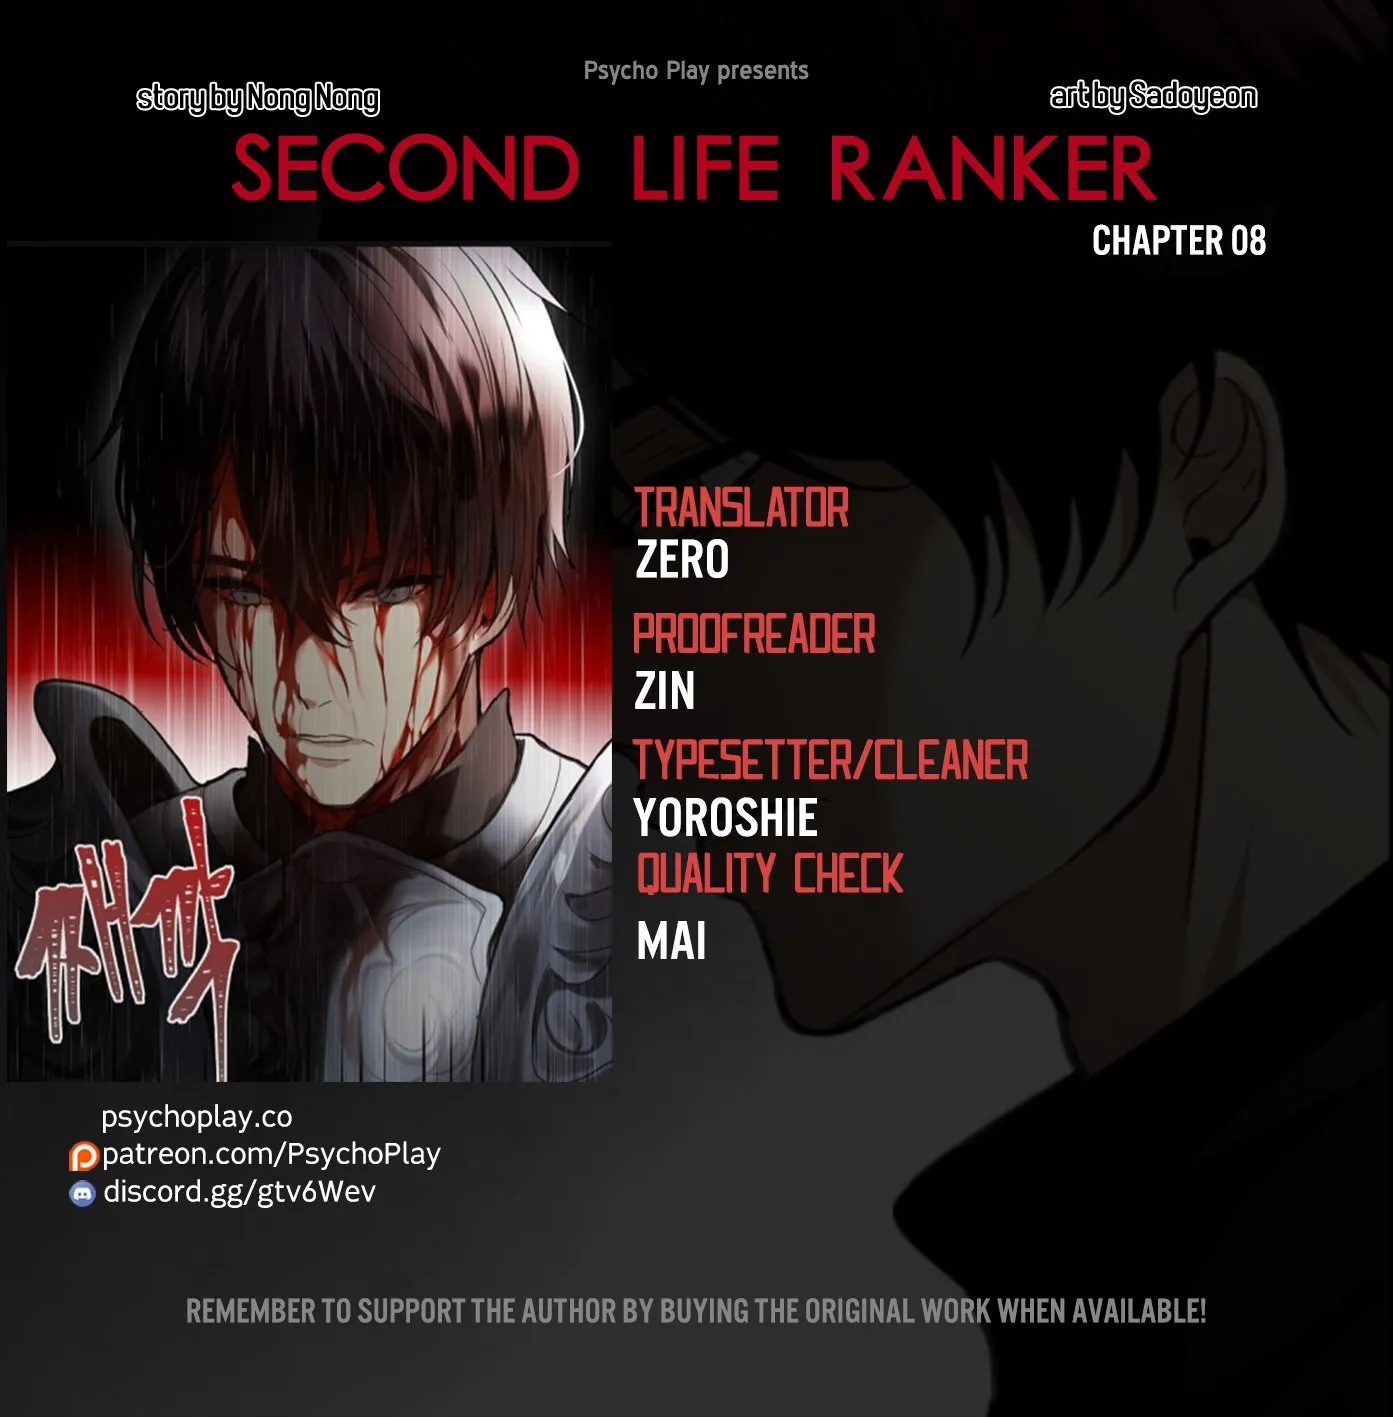 Psycho Play presents
story by Nong Nong
art by Sadoyeon
SECOND LIFE RANKER
CHAPTER 08
TRANSLATOR
ZERO
PROOFREADER
ZIN
TYPESETTER/CLEANER
YOROSHIE
QUALITY CHECK
MAI
psychoplay.co
patreon.com/PsychoPlay
discord.gg/gtv6Wev
REMEMBER TO SUPPORT THE AUTHOR BY BUYING THE ORIGINAL WORK WHEN AVAILABLE!